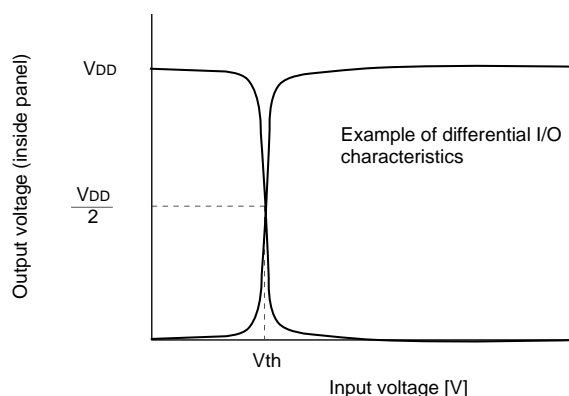 Output voltage (inside panel)
VDD
Example of differential I/O
characteristics
VDD
2
Vth
Input voltage [V]